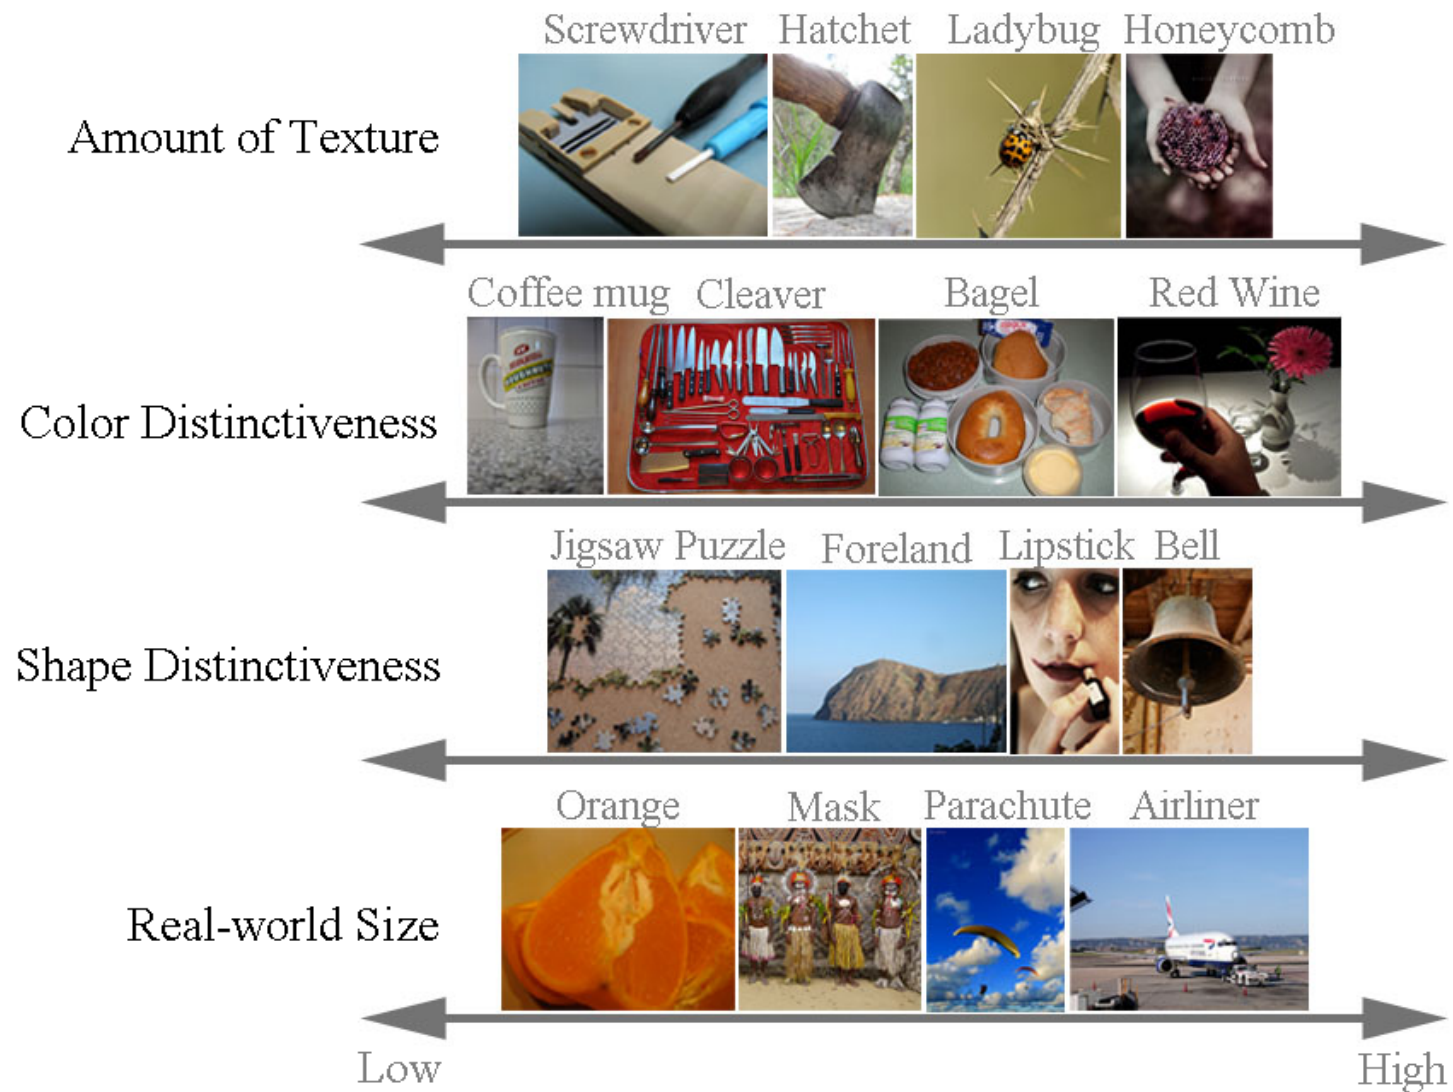 Screwdriver Hatchet Ladybug Honeycomb
Amount of Texture
Coffee mug Cleaver Bagel Red Wine
Color Distinctiveness
Jigsaw Puzzle Foreland Lipstick Bell
Shape Distinctiveness
Orange Mask Parachute Airliner
Real-world Size
Low High